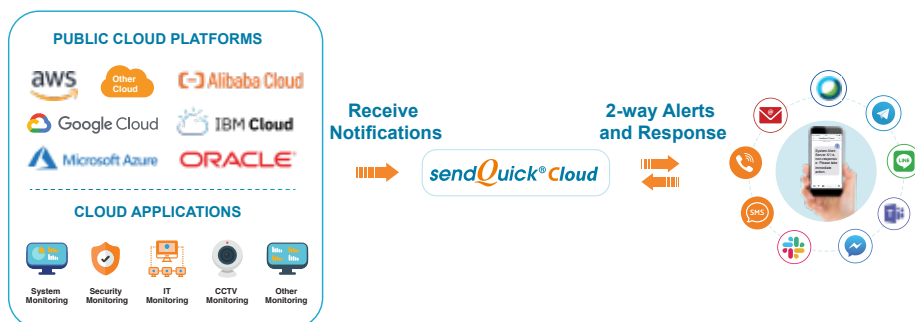 PUBLIC CLOUD PLATFORMS
aws
Other
Cloud
Alibaba Cloud
Google Cloud
IBM Cloud
Microsoft Azure
ORACLE
CLOUD APPLICATIONS
System
Monitoring
Security
Monitoring
IT
Monitoring
CCTV
Monitoring
Other
Monitoring
Receive
Notifications
sendQuick® Cloud
2-way Alerts
and Response
LINE
SMS
System Alert: